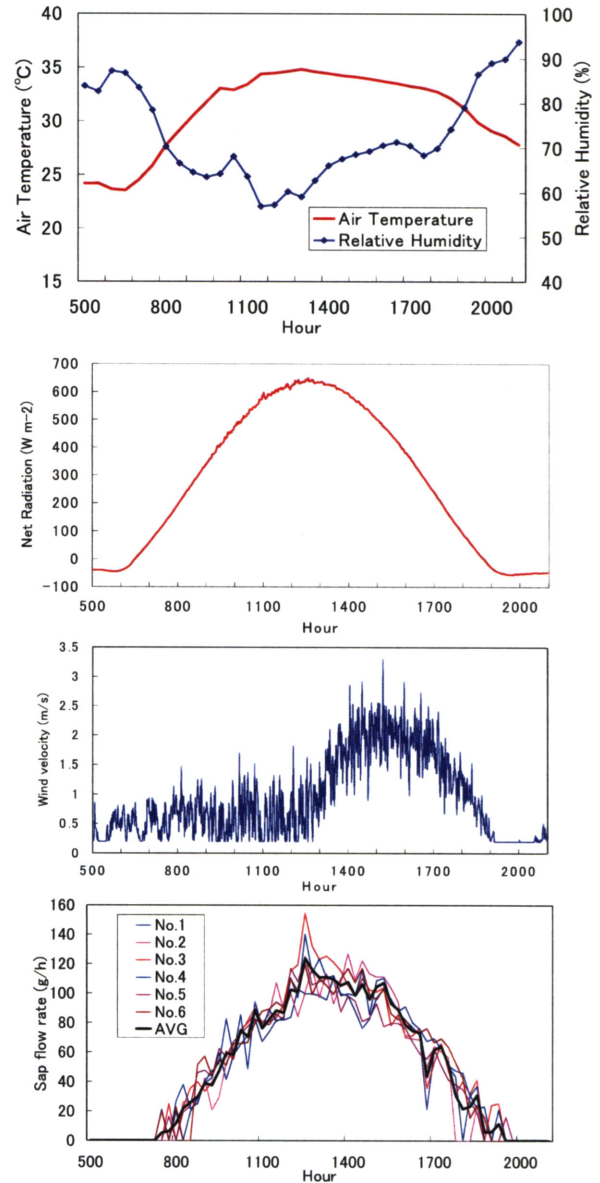 40
35
30
25
22
15
Air Temperature (℃)
100
90
80
70
60
50
40
Relative Humidity (%)
Air Temperature
Relative Humidity
500 800 1100 1400 1700 2000
Hour
700
600
500
400
300
200
100
0
-100
Net Radiation (W m-2)
500 800 1100 1400 1700 2000
Hour
3.5
3
2.5
2
1.5
1
0.5
0
Wind velocity (m/s)
500 800 1100 1400 1700 2000
Hour
160
140
120
100
80
60
40
20
0
Sap flow rate (g/h)
No.1
No.2
No.3
No.4
No.5
No.6
AVG
500 800 1100 1400 1700 2000
Hour